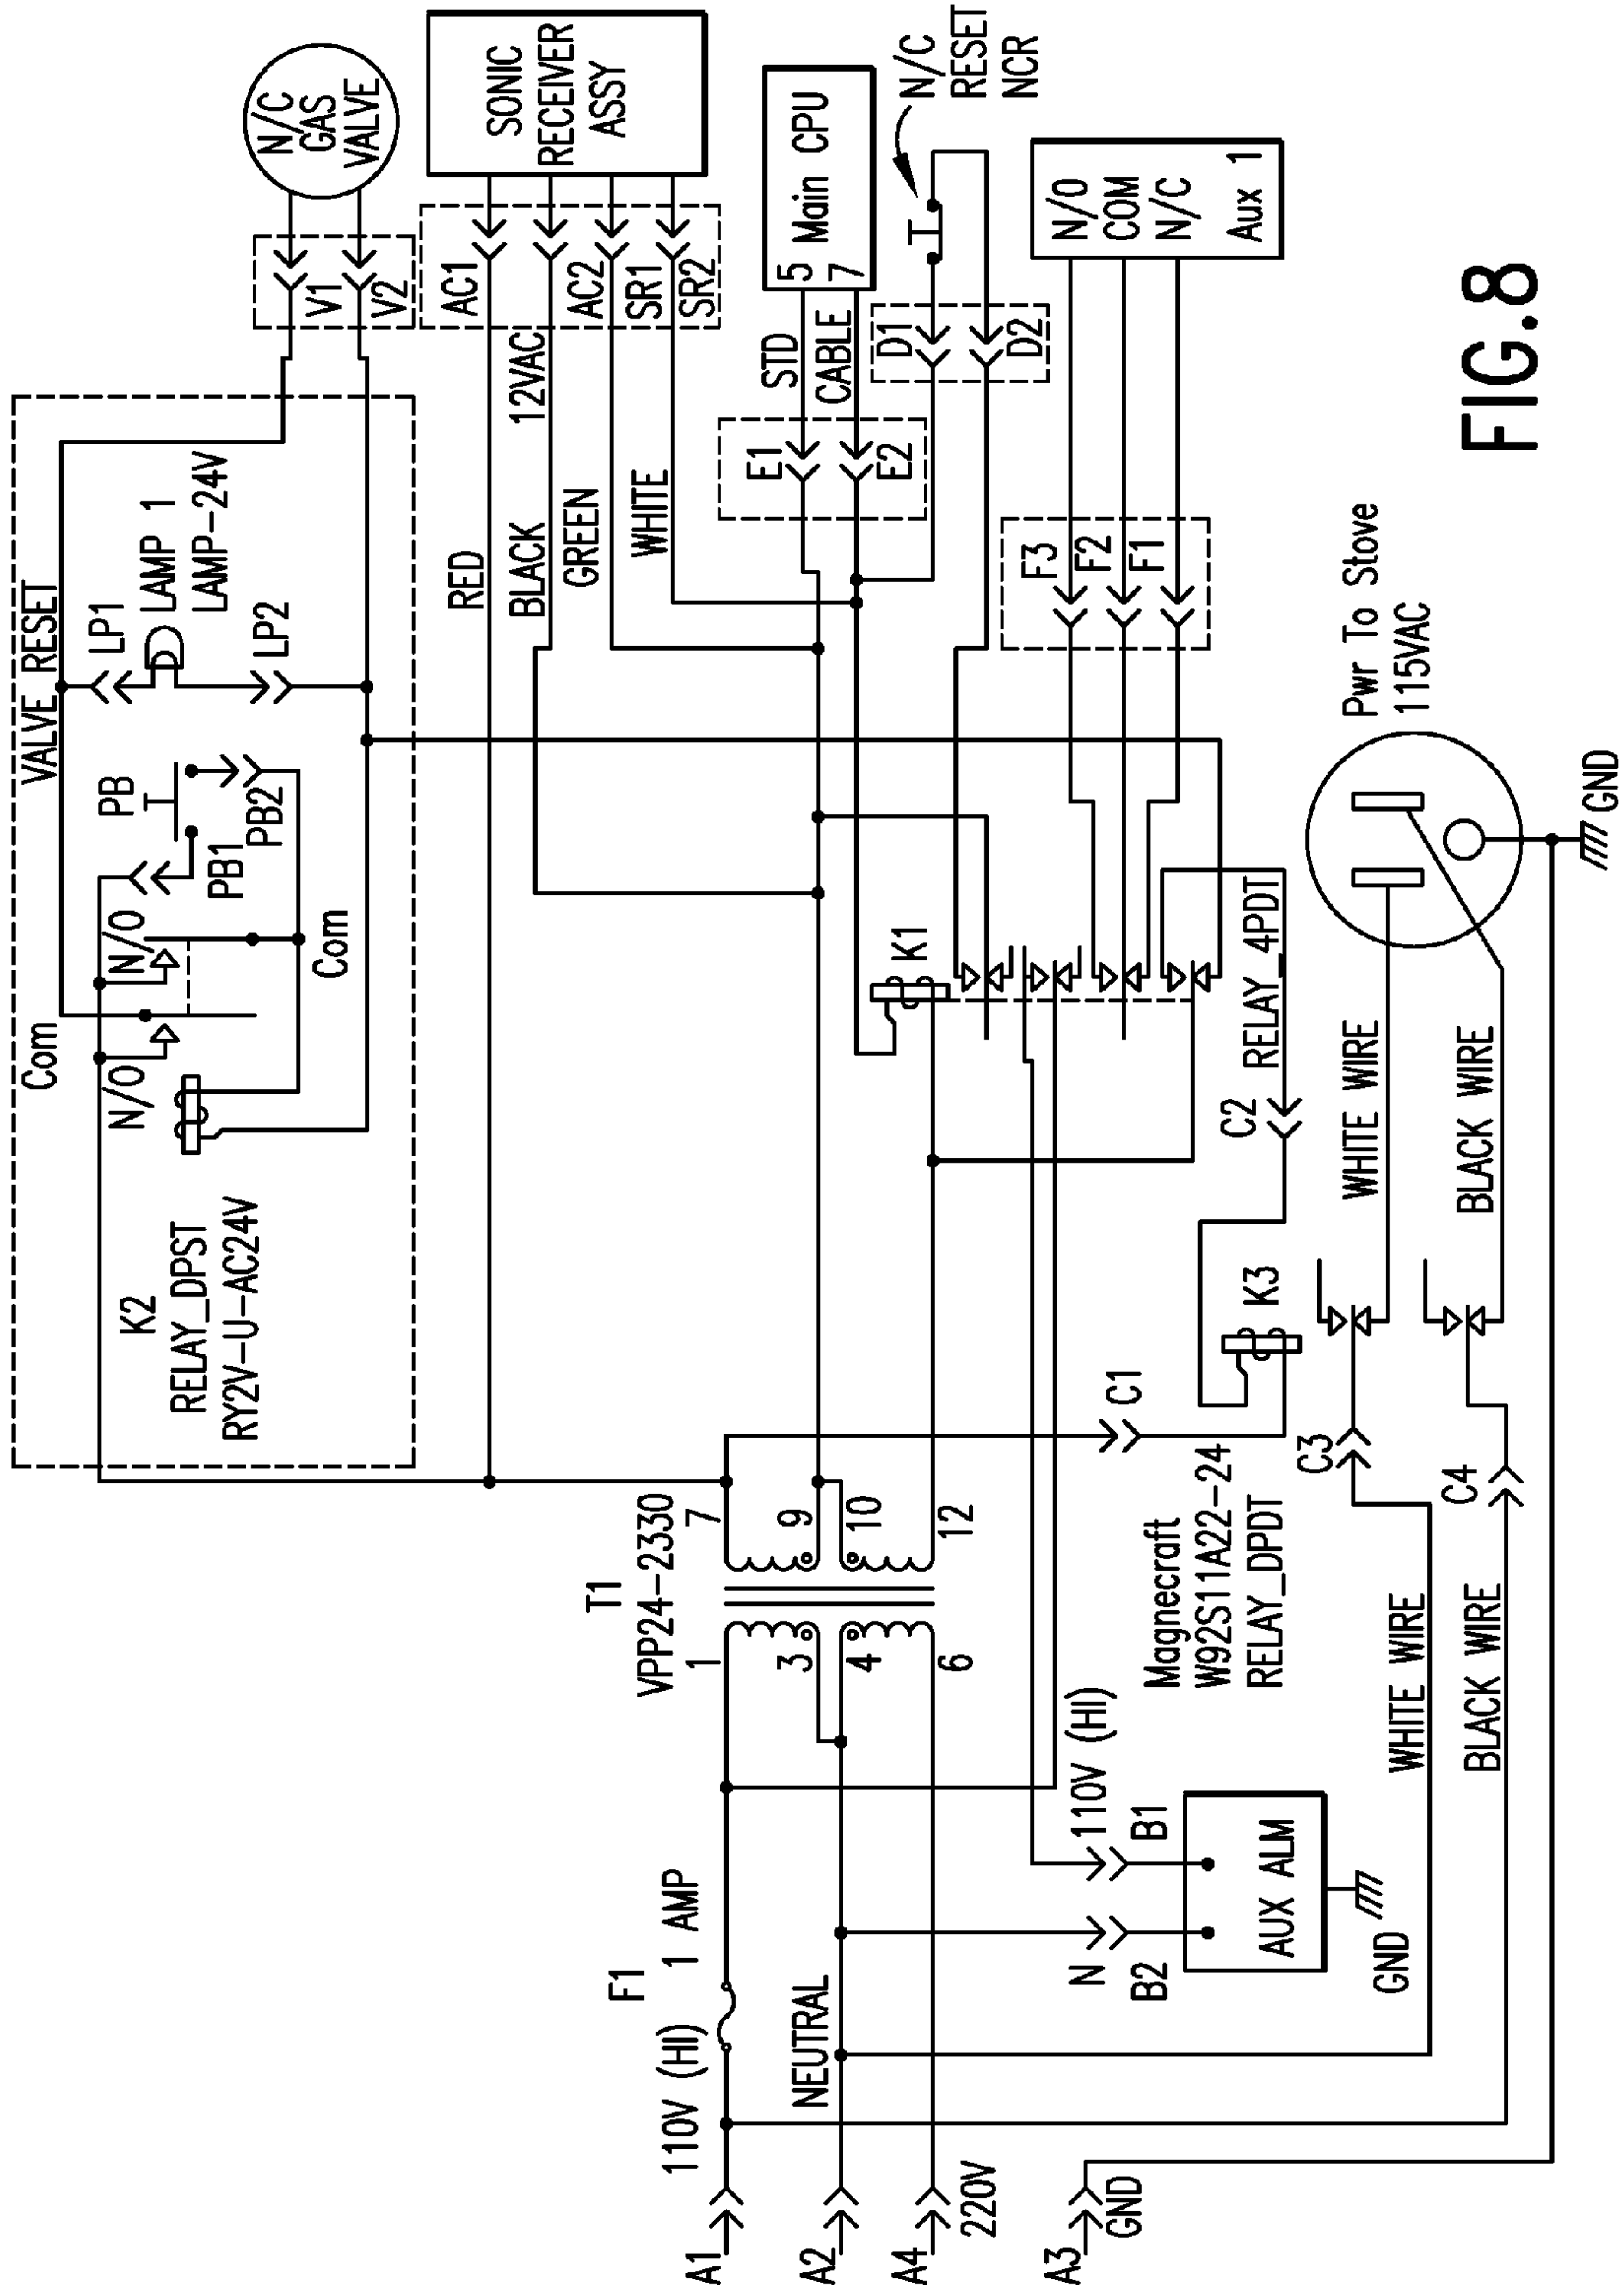 N/C
GAS
VALVE
V1
V2
SONIC
RECEIVER
ASSY
AC1
AC2
SR1
SR2
RED
BLACK
12VAC
GREEN
WHITE
5
7
Main CPU
STD
CABLE
E1
E2
N/C
RESET
NCR
D1
D2
N/O
COM
N/C
Aux 1
F3
F2
F1
VALVE RESET
LP1
LAMP 1
LAMP-24V
LP2
PB
PB1
PB2
N/O
Com
Com
N/O
K2
RELAY_DPST
RY2V-U-AC24V
K1
RELAY_4PDT
C2
K3
C1
Magnecraft
W92S11A22-24
RELAY_DPDT
C3
C4
WHITE WIRE
BLACK WIRE
WHITE WIRE
BLACK WIRE
Pwr To Stove
115VAC
GND
T1
VPP24-2330
1
3
4
6
7
9
10
12
F1
110V (HI)
1 AMP
NEUTRAL
110V (HI)
B1
N
B2
AUX ALM
GND
A1
A2
A4
220V
A3
GND
FIG.8